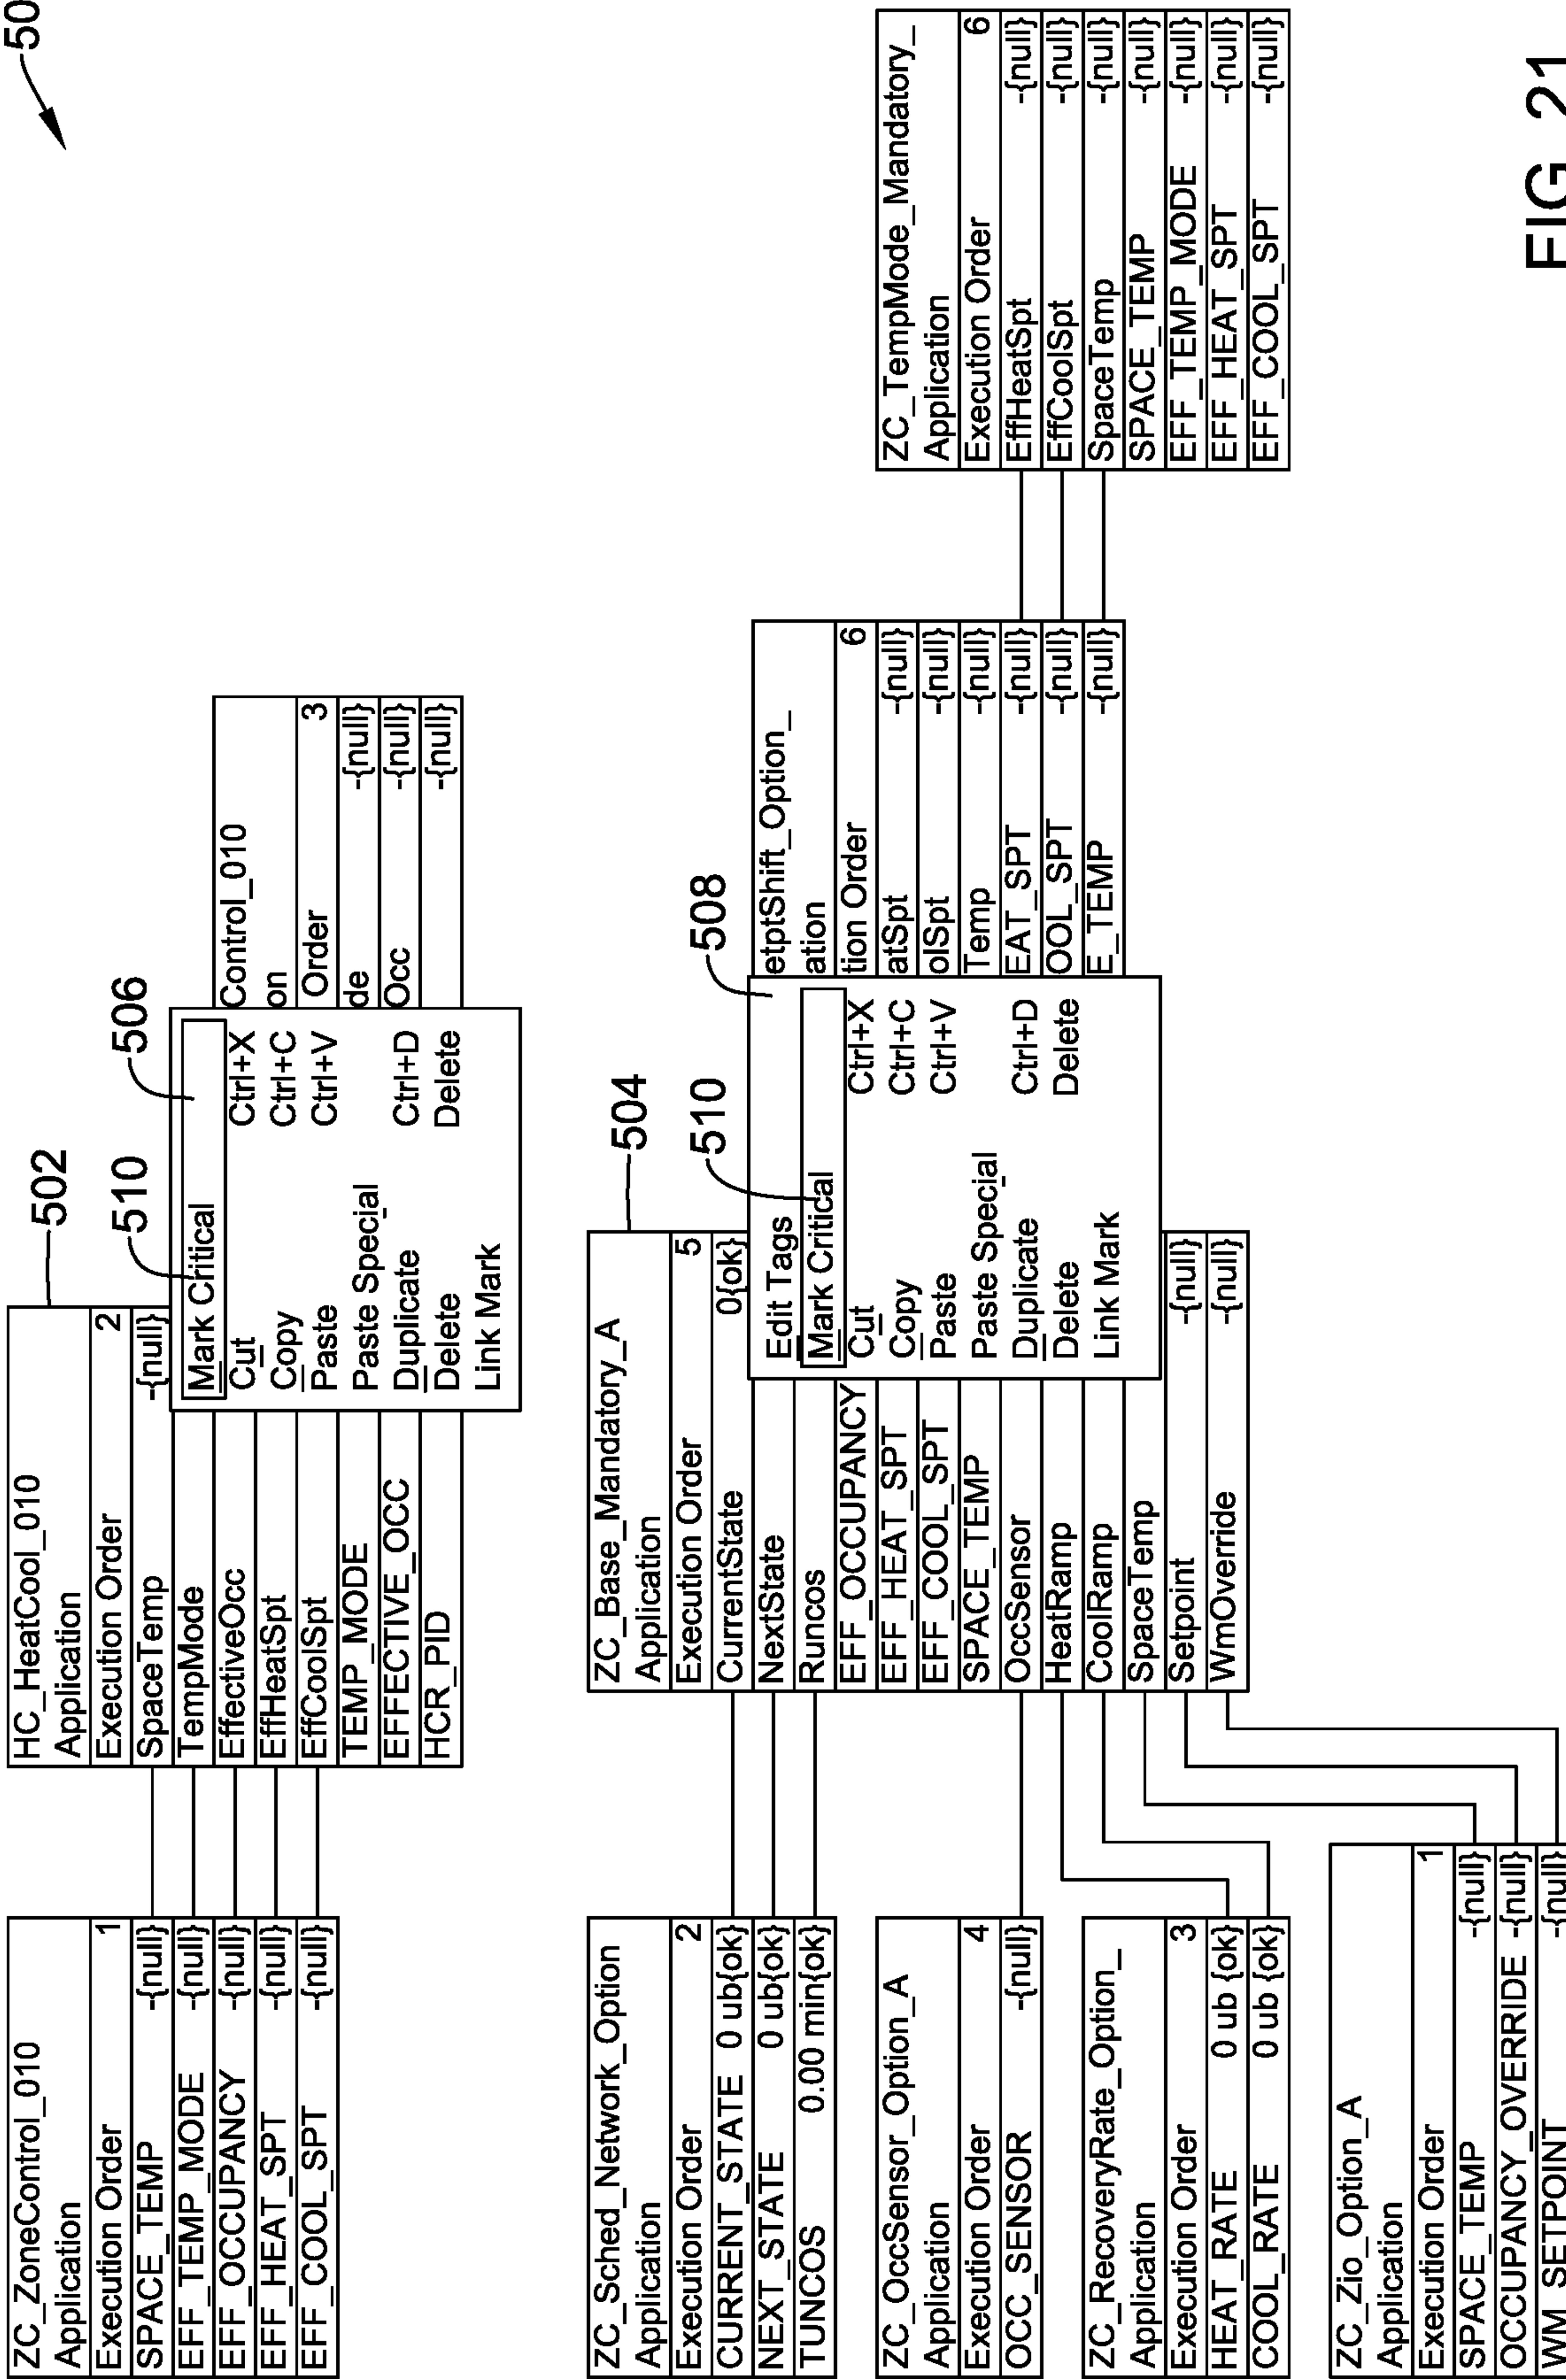 50
ZC_ZoneControl_010
Application
Execution Order 1
SPACE_TEMP -{null}
EFF_TEMP_MODE -{null}
EFF_OCCUPANCY -{null}
EFF_HEAT_SPT -{null}
EFF_COOL_SPT -{null}
HC_HeatCool_010
Application
Execution Order 2
SpaceTemp -{null}
TempMode
EffectiveOcc
EffHeatSpt
EffCoolSpt
TEMP_MODE
EFFECTIVE_OCC
HCR_PID
502
510
506
Mark Critical
Cut Ctrl+X
Copy Ctrl+C
Paste Ctrl+V
Paste Special
Duplicate Ctrl+D
Delete Delete
Link Mark
Control_010
on
Order 3
de -{null}
Occ -{null}
-{null}
ZC_Sched_Network_Option
Application
Execution Order 2
CURRENT_STATE 0 ub{ok}
NEXT_STATE 0 ub{ok}
TUNCOS 0.00 min{ok}
ZC_OccSensor_Option_A
Application
Execution Order 4
OCC_SENSOR -{null}
ZC_RecoveryRate_Option_
Application
Execution Order 3
HEAT_RATE 0 ub {ok}
COOL_RATE 0 ub {ok}
ZC_Zio_Option_A
Application
Execution Order 1
SPACE_TEMP -{null}
OCCUPANCY_OVERRIDE -{null}
WM_SETPOINT -{null}
ZC_Base_Mandatory_A
Application
Execution Order 5
CurrentState 0{ok}
NextState
Runcos
EFF_OCCUPANCY
EFF_HEAT_SPT
EFF_COOL_SPT
SPACE_TEMP
OccSensor
HeatRamp
CoolRamp
SpaceTemp
Setpoint -{null}
WmOverride -{null}
504
510
508
Edit Tags
Mark Critical
Cut Ctrl+X
Copy Ctrl+C
Paste Ctrl+V
Paste Special
Duplicate Ctrl+D
Delete Delete
Link Mark
etptShift_Option_
ation
tion Order 6
atSpt -{null}
olSpt -{null}
Temp -{null}
EAT_SPT -{null}
OOL_SPT -{null}
E_TEMP -{null}
ZC_TempMode_Mandatory_
Application
Execution Order 6
EffHeatSpt -{null}
EffCoolSpt -{null}
SpaceTemp -{null}
SPACE_TEMP -{null}
EFF_TEMP_MODE -{null}
EFF_HEAT_SPT -{null}
EFF_COOL_SPT -{null}
FIG. 21